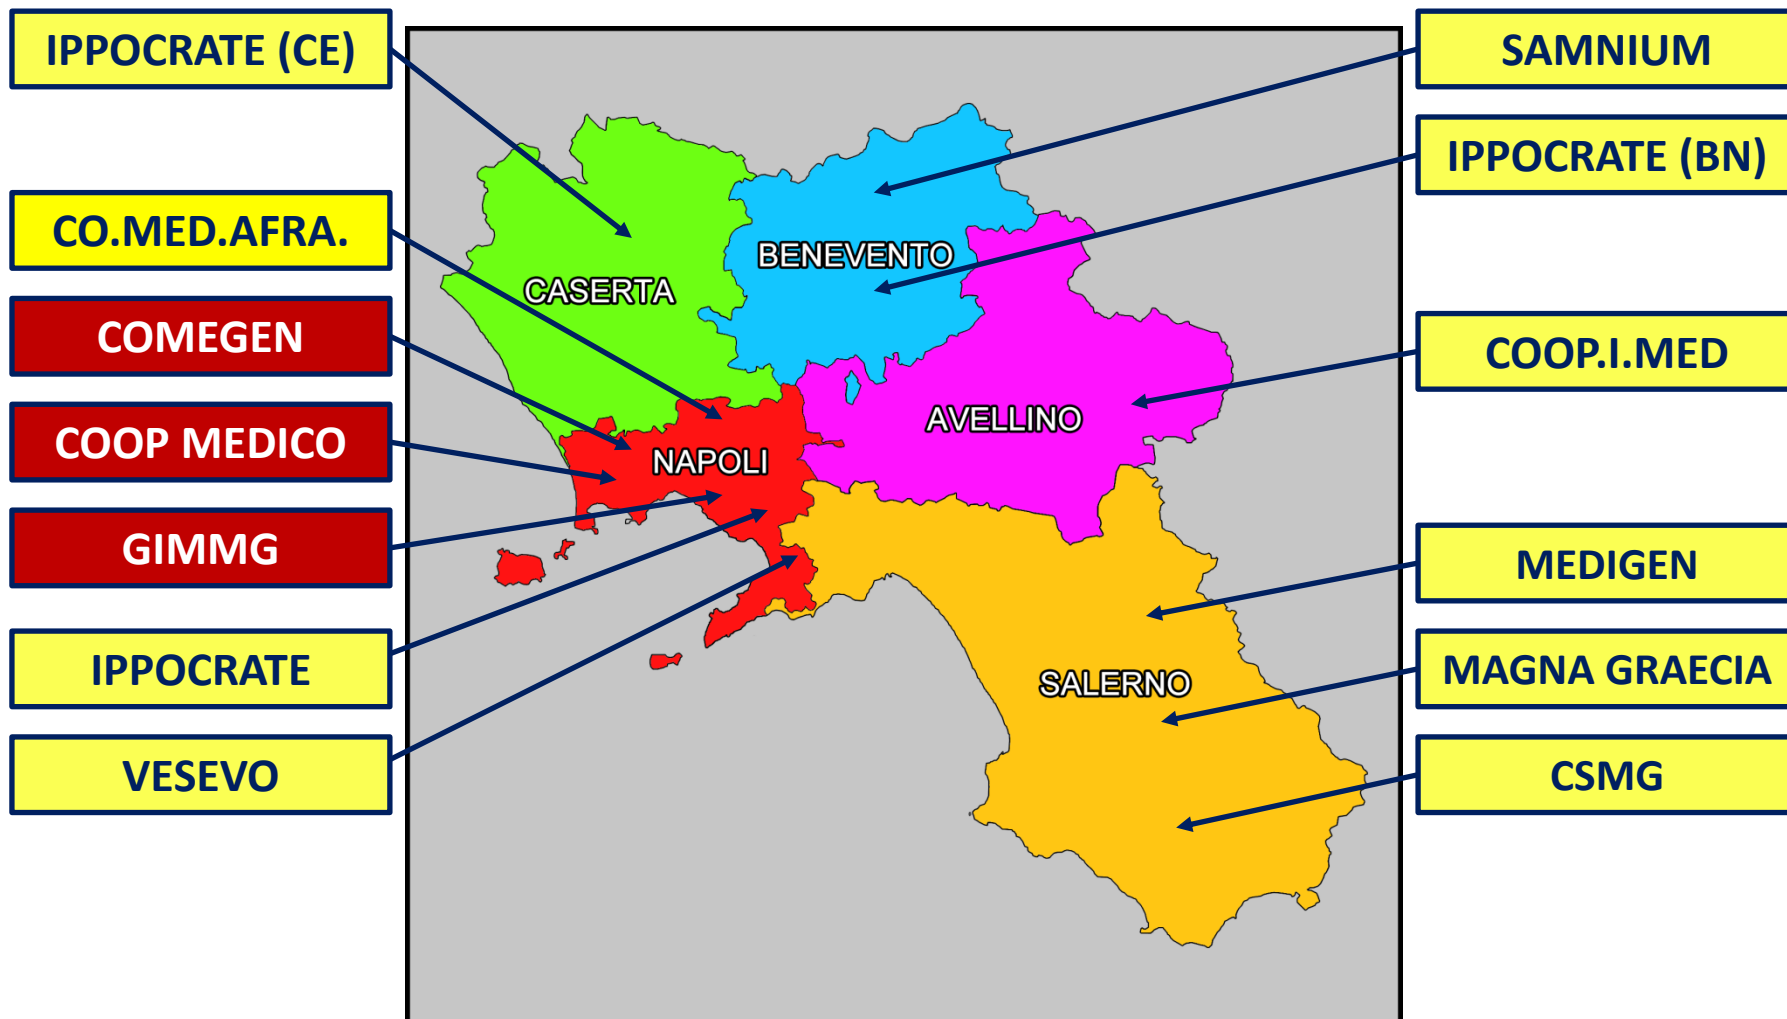 IPPOCRATE (CE)
CO.MED.AFRA.
COMEGEN
COOP MEDICO
GIMMG
IPPOCRATE
VESEVO
CASERTA
BENEVENTO
AVELLINO
NAPOLI
SALERNO
SAMNIUM
IPPOCRATE (BN)
COOP.I.MED
MEDIGEN
MAGNA GRAECIA
CSMG